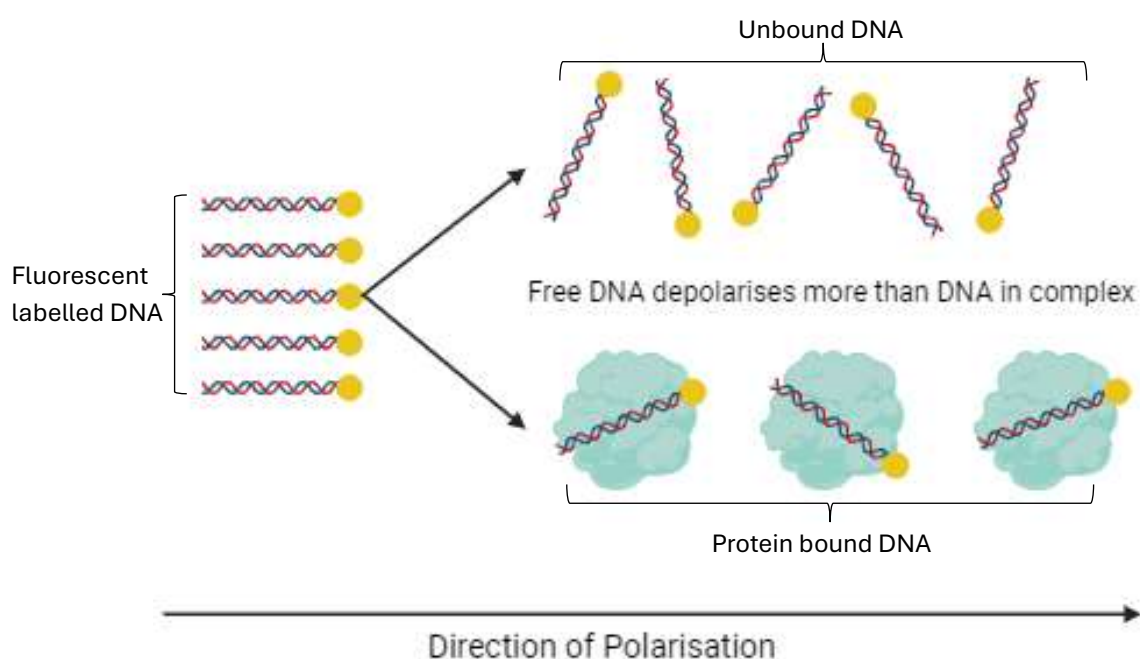 Unbound DNA
Fluorescent
labelled DNA
Free DNA depolarises more than DNA in complex
Protein bound DNA
Direction of Polarisation